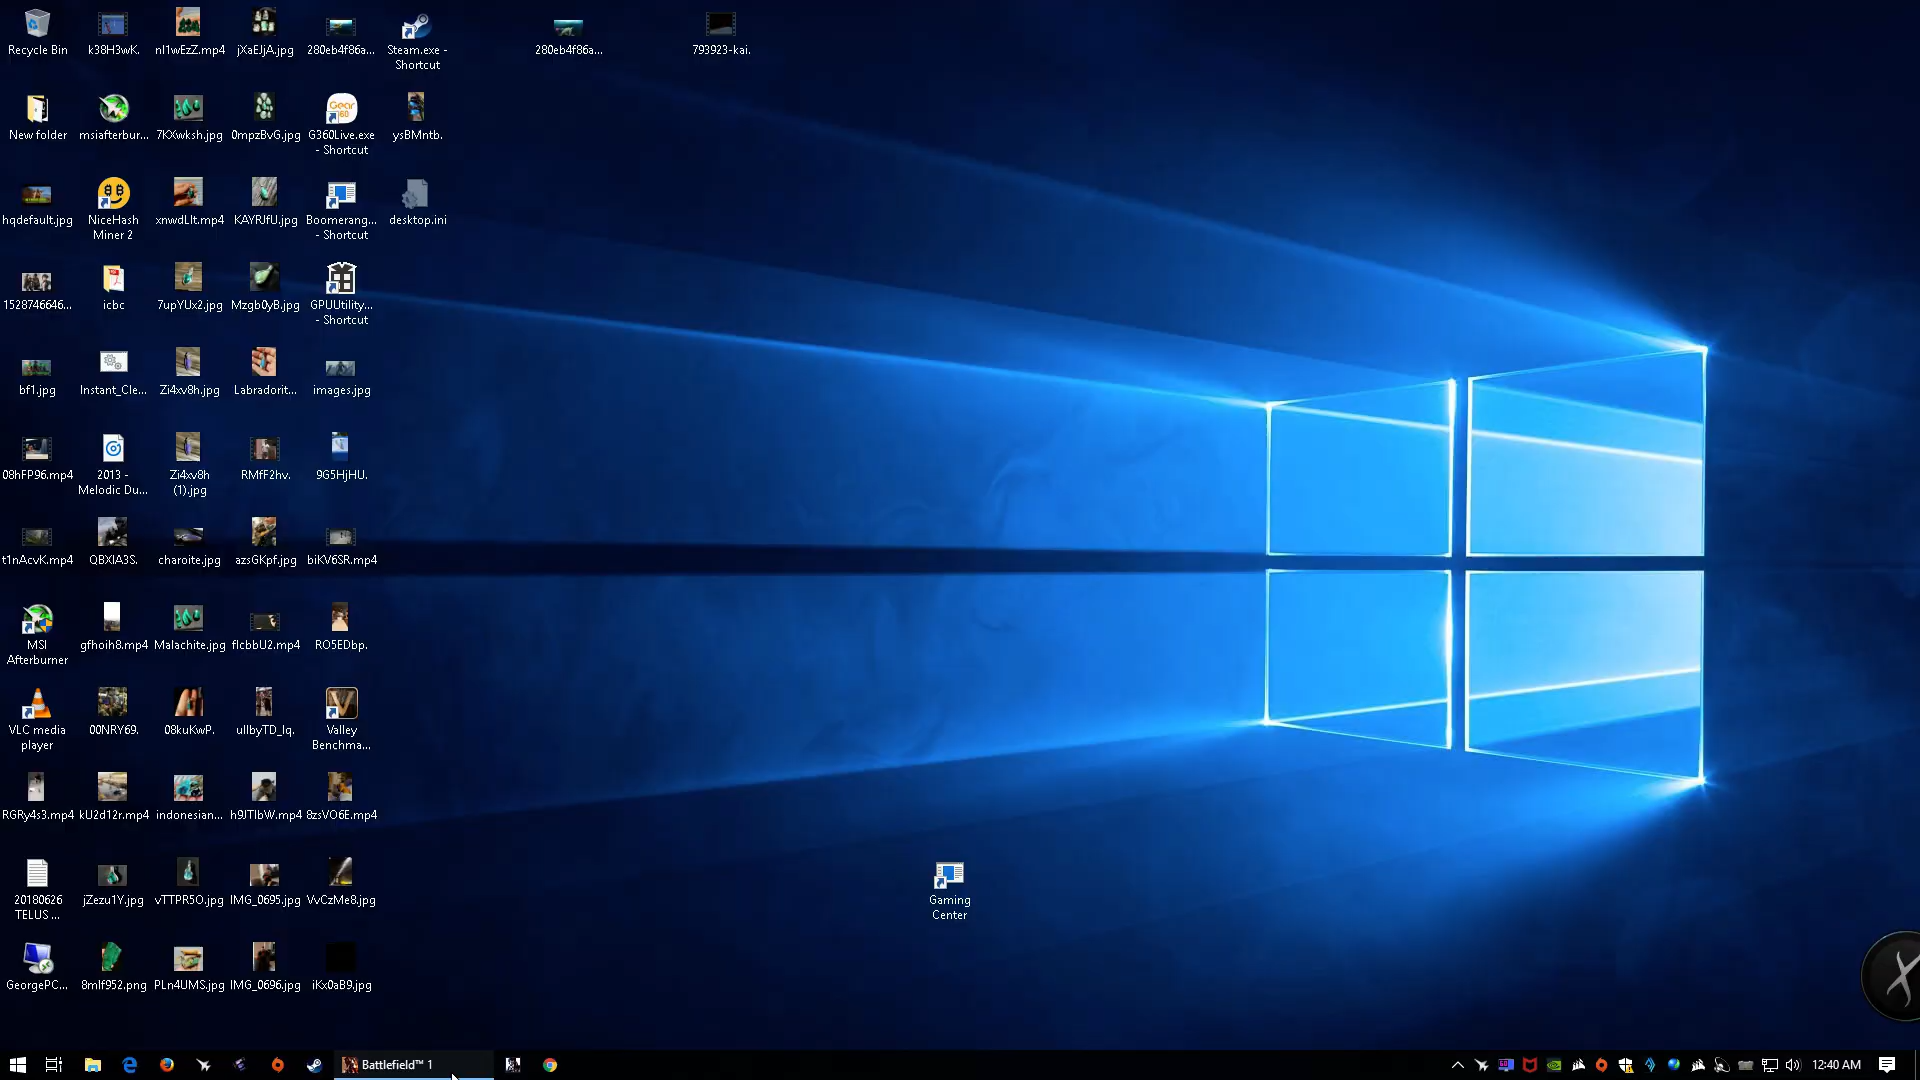 Recycle Bin
k38H3wK.
nl1wEzZ.mp4
jXaEJjA.jpg
280eb4f86a...
Steam.exe -
Shortcut
280eb4f86a...
793923-kai.
New folder
msiafterbur...
7KXwksh.jpg
0mpzBvG.jpg
Gear
360
G360Live.exe
- Shortcut
ysBMntb.
hqdefault.jpg
NiceHash
Miner 2
xnwdLlt.mp4
KAYRJfU.jpg
Boomerang...
- Shortcut
desktop.ini
1528746646...
icbc
7upYUx2.jpg
Mzgb0yB.jpg
GPUUtility...
- Shortcut
bf1.jpg
Instant_Cle...
Zi4xv8h.jpg
Labradorit...
images.jpg
08hFP96.mp4
2013 -
Melodic Du...
Zi4xv8h
(1).jpg
RMfF2hv.
9G5HjHU.
t1nAcvK.mp4
QBXIA3S.
charoite.jpg
azsGKpf.jpg
biKV6SR.mp4
MSI
Afterburner
gfhoih8.mp4
Malachite.jpg
flcbbU2.mp4
RO5EDbp.
VLC media
player
00NRY69.
08kuKwP.
ullbyTD_lq.
Valley
Benchma...
RGRy4s3.mp4
kU2d12r.mp4
indonesian...
h9JTlbW.mp4
8zsVO6E.mp4
20180626
TELUS ...
jZezu1Y.jpg
vTTPR5O.jpg
IMG_0695.jpg
VvCzMe8.jpg
Gaming
Center
GeorgePC...
8mlf952.png
PLn4UMS.jpg
IMG_0696.jpg
iKx0aB9.jpg
Battlefield™ 1
12:40 AM